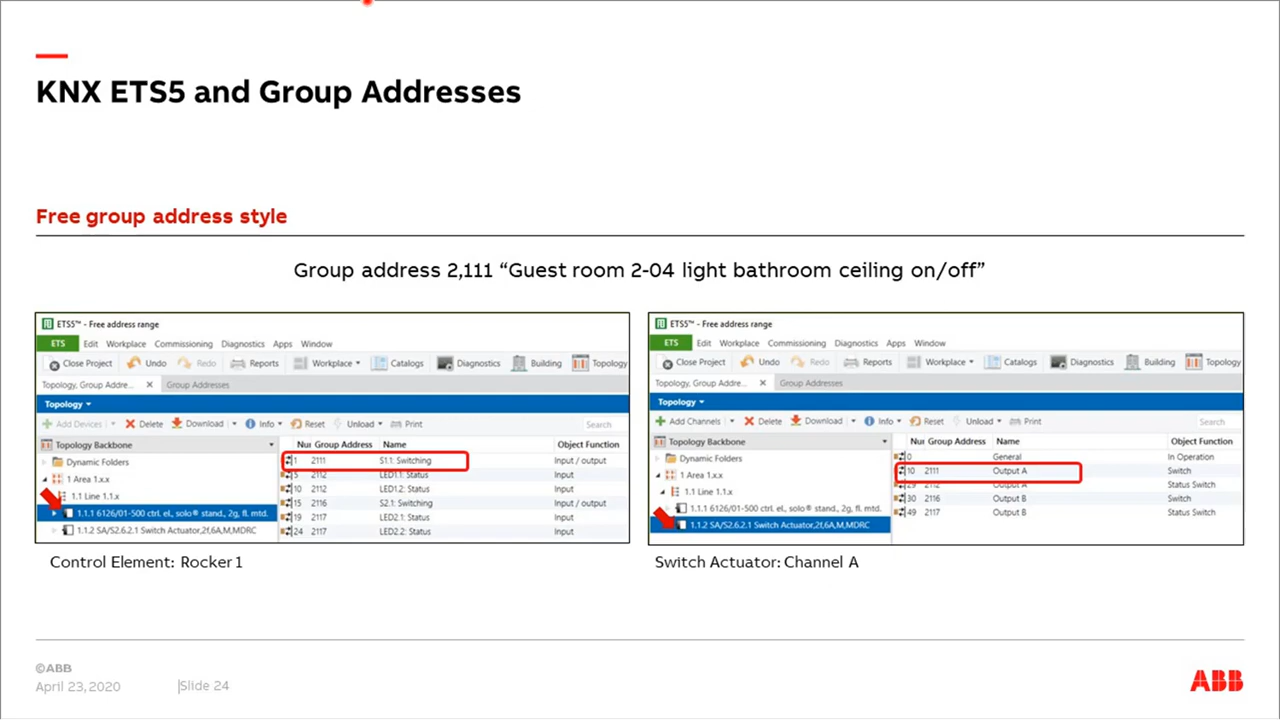 KNX ETS5 and Group Addresses
Free group address style
Group address 2,111 “Guest room 2-04 light bathroom ceiling on/off”
ETS5™ - Free address range
ETS Edit Workplace Commissioning Diagnostics Apps Window
Close Project Undo Redo Reports Workplace Catalogs Diagnostics Building Topology
Topology, Group Addre... Group Addresses
Topology
Add Devices Delete Download Info Reset Unload Print Search
Topology Backbone
Dynamic Folders
1 Area 1.x.x
1.1 Line 1.1.x
1.1.1 6126/01-500 ctrl. el., solo® stand., 2g, fl. mtd.
1.1.2 SA/S2.6.2.1 Switch Actuator,2f,6A,M,MDRC
Nur Group Address Name Object Function
1 2111 S1.1: Switching Input / output
5 2112 LED1.1: Status Input
10 2112 LED1.2: Status Input
15 2116 S2.1: Switching Input / output
19 2117 LED2.1: Status Input
24 2117 LED2.2: Status Input
Control Element: Rocker 1
ETS5™ - Free address range
ETS Edit Workplace Commissioning Diagnostics Apps Window
Close Project Undo Redo Reports Workplace Catalogs Diagnostics Building Topology
Topology, Group Addre... Group Addresses
Topology
Add Channels Delete Download Info Reset Unload Print Search
Topology Backbone
Dynamic Folders
1 Area 1.x.x
1.1 Line 1.1.x
1.1.1 6126/01-500 ctrl. el., solo® stand., 2g, fl. mtd.
1.1.2 SA/S2.6.2.1 Switch Actuator,2f,6A,M,MDRC
Nur Group Address Name Object Function
0 General In Operation
10 2111 Output A Switch
29 2112 Output A Status Switch
30 2116 Output B Switch
49 2117 Output B Status Switch
Switch Actuator: Channel A
©ABB
April 23, 2020 |Slide 24
ABB